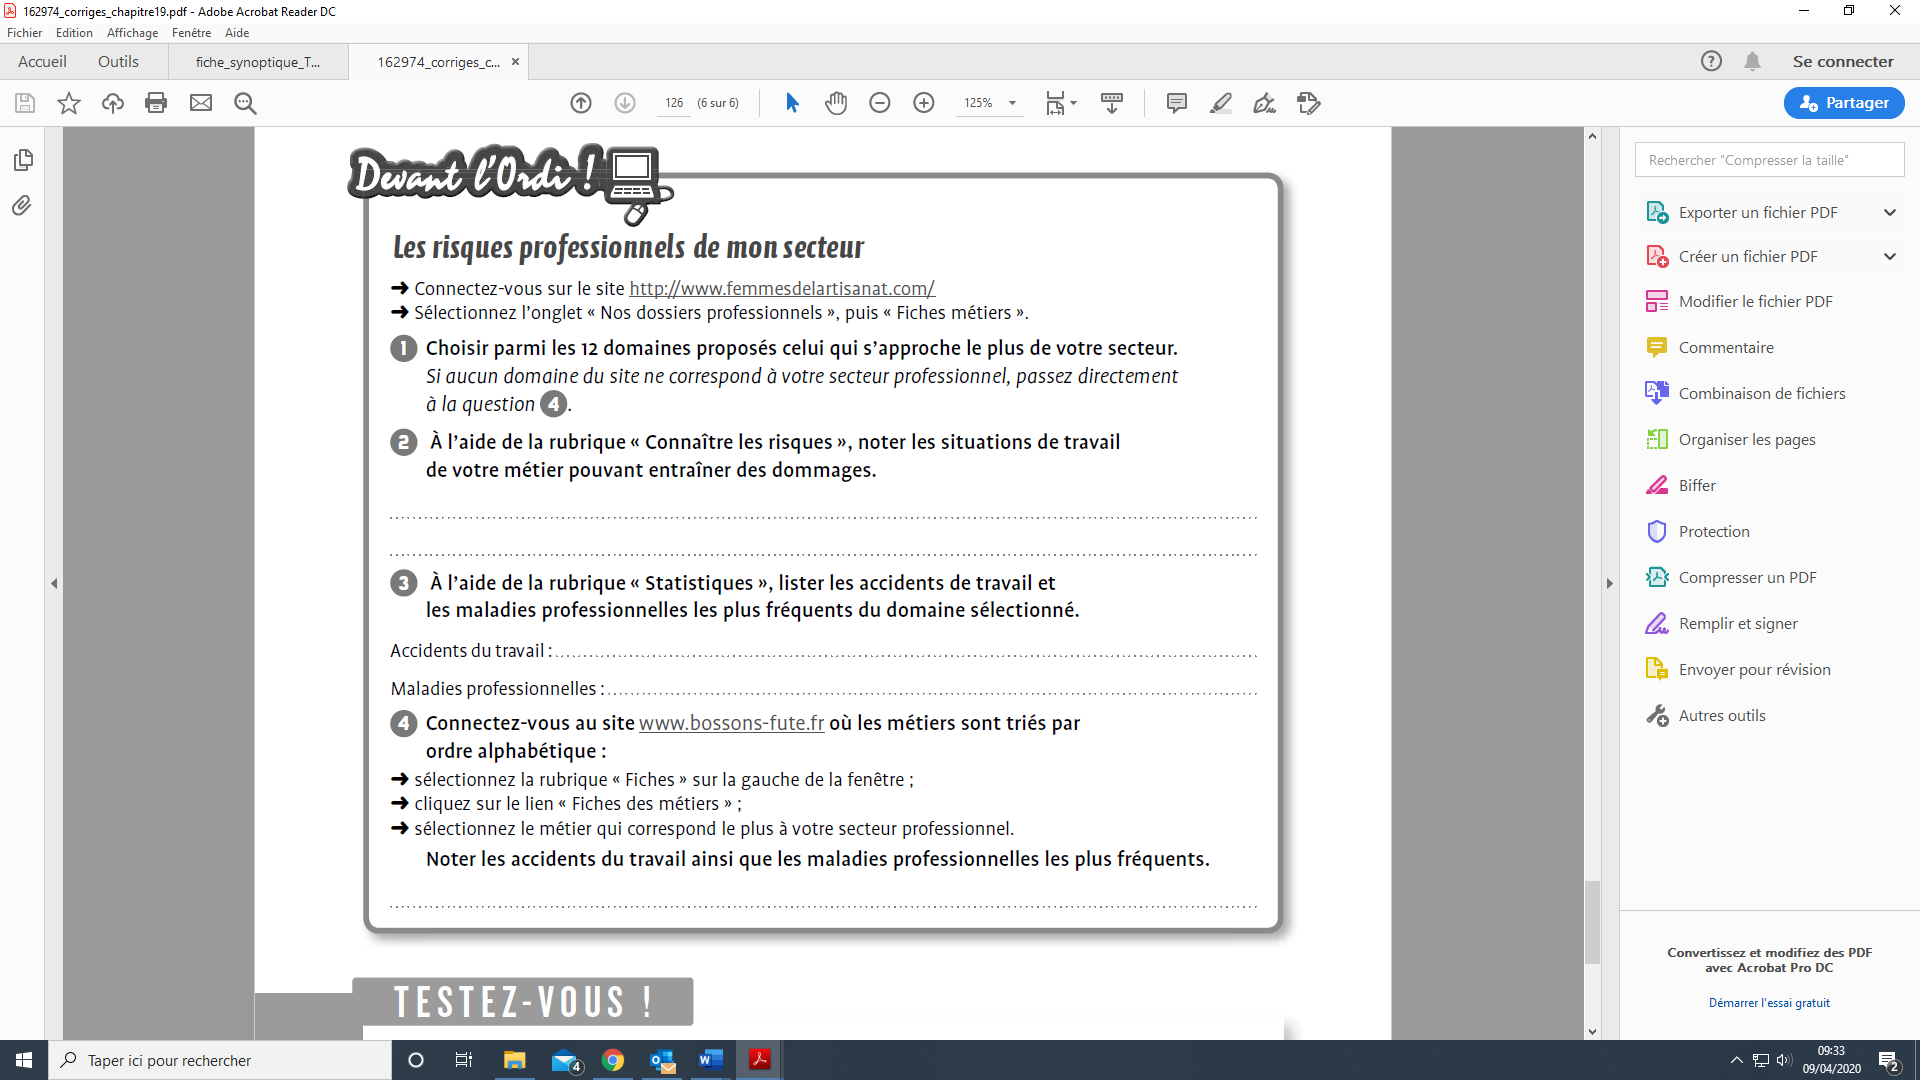 162974_corriges_chapitre19.pdf - Adobe Acrobat Reader DC
Fichier Edition Affichage Fenêtre Aide
Accueil Outils fiche_synoptique_T... 162974_corriges_c... × Se connecter
126 (6 sur 6) 125% Partager
Devant l'Ordi !
Les risques professionnels de mon secteur
➜ Connectez-vous sur le site http://www.femmesdelartisanat.com/
➜ Sélectionnez l'onglet « Nos dossiers professionnels », puis « Fiches métiers ».
1 Choisir parmi les 12 domaines proposés celui qui s'approche le plus de votre secteur.
Si aucun domaine du site ne correspond à votre secteur professionnel, passez directement
à la question 4.
2 À l'aide de la rubrique « Connaître les risques », noter les situations de travail
de votre métier pouvant entraîner des dommages.
3 À l'aide de la rubrique « Statistiques », lister les accidents de travail et
les maladies professionnelles les plus fréquents du domaine sélectionné.
Accidents du travail :
Maladies professionnelles :
4 Connectez-vous au site www.bossons-fute.fr où les métiers sont triés par
ordre alphabétique :
➜ sélectionnez la rubrique « Fiches » sur la gauche de la fenêtre ;
➜ cliquez sur le lien « Fiches des métiers » ;
➜ sélectionnez le métier qui correspond le plus à votre secteur professionnel.
Noter les accidents du travail ainsi que les maladies professionnelles les plus fréquents.
TESTEZ-VOUS !
Rechercher "Compresser la taille"
Exporter un fichier PDF
Créer un fichier PDF
Modifier le fichier PDF
Commentaire
Combinaison de fichiers
Organiser les pages
Biffer
Protection
Compresser un PDF
Remplir et signer
Envoyer pour révision
Autres outils
Convertissez et modifiez des PDF
avec Acrobat Pro DC
Démarrer l'essai gratuit
Taper ici pour rechercher
4
09:33
09/04/2020
2